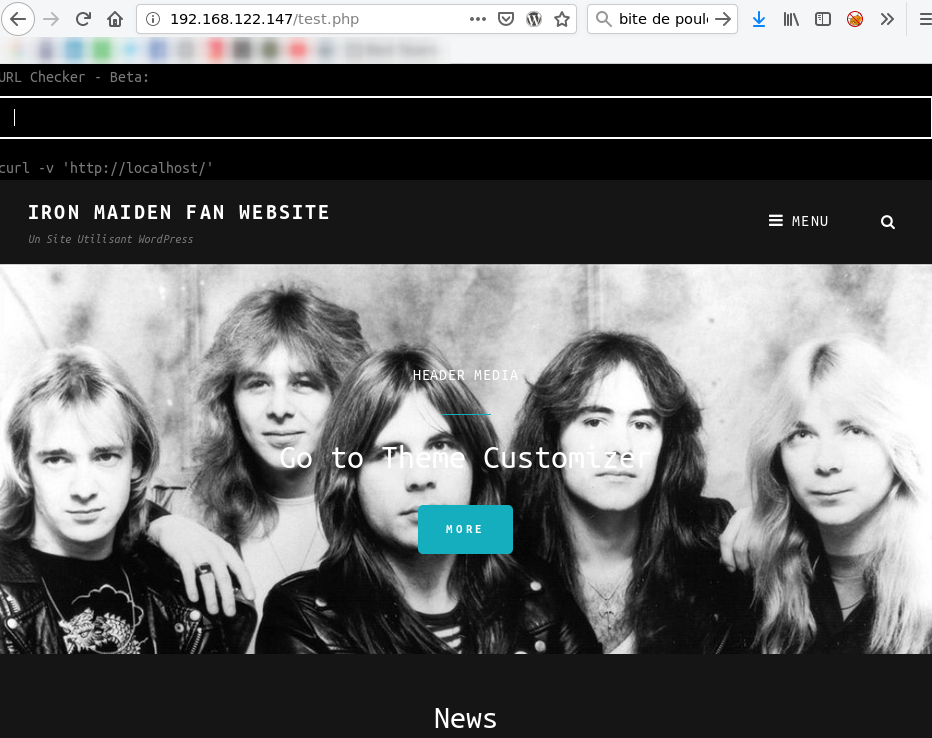 192.168.122.147/test.php
bite de poul
URL Checker - Beta:
curl -v 'http://localhost/'
IRON MAIDEN FAN WEBSITE
MENU
Un Site Utilisant WordPress
HEADER MEDIA
Go to Theme Customizer
MORE
News